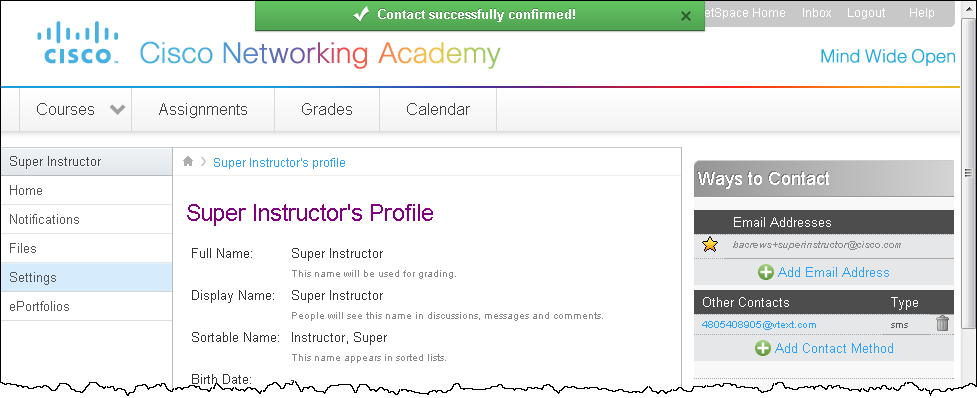 Contact successfully confirmed!
etSpace Home Inbox Logout Help
CISCO
Cisco Networking Academy
Mind Wide Open
Courses Assignments Grades Calendar
Super Instructor
Home
Notifications
Files
Settings
ePortfolios
Super Instructor's profile
Super Instructor's Profile
Full Name: Super Instructor
This name will be used for grading.
Display Name: Super Instructor
People will see this name in discussions, messages and comments.
Sortable Name: Instructor, Super
This name appears in sorted lists.
Birth Date:
Ways to Contact
Email Addresses
bacrews+superinstructor@cisco.com
Add Email Address
Other Contacts Type
4805408905@vtext.com sms
Add Contact Method